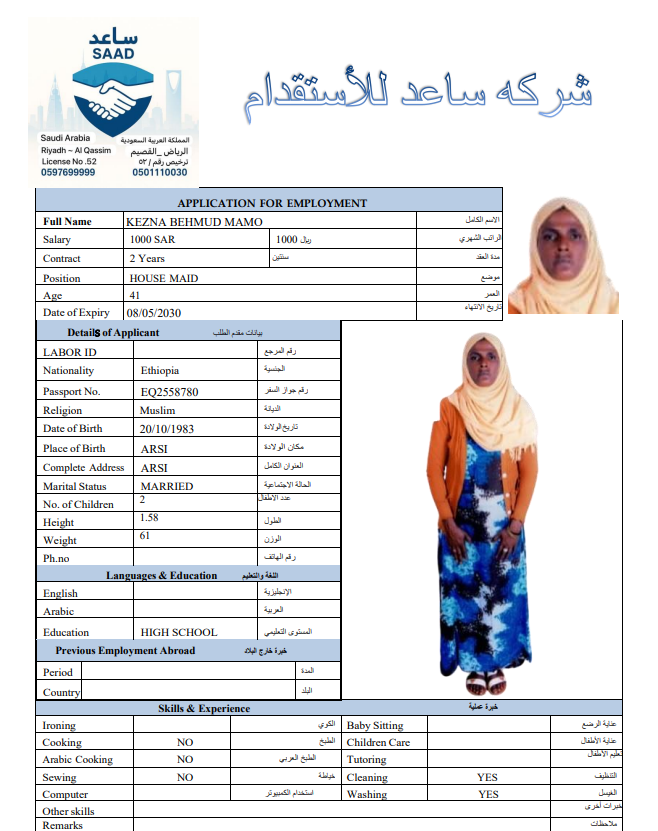 ساعد
SAAD
Saudi Arabia المملكة العربية السعودية
Riyadh ~ Al Qassim الرياض _القصيم
License No .52 ترخيص رقم / ٥٢
0597699999 0501110030
شركه ساعد للأستقدام
APPLICATION FOR EMPLOYMENT
Full Name KEZNA BEHMUD MAMO الاسم الكامل
Salary 1000 SAR 1000 ريال الراتب الشهري
Contract 2 Years سنتين مدة العقد
Position HOUSE MAID موضع
Age 41 العمر
Date of Expiry 08/05/2030 تاريخ الانتهاء
Details of Applicant بيانات مقدم الطلب
LABOR ID رقم المرجع
Nationality Ethiopia الجنسية
Passport No. EQ2558780 رقم جواز السفر
Religion Muslim الديانة
Date of Birth 20/10/1983 تاريخ الولادة
Place of Birth ARSI مكان الولادة
Complete Address ARSI العنوان الكامل
Marital Status MARRIED الحالة الاجتماعية
No. of Children 2 عدد الاطفال
Height 1.58 الطول
Weight 61 الوزن
Ph.no رقم الهاتف
Languages & Education اللغة والتعليم
English الإنجليزية
Arabic العربية
Education HIGH SCHOOL المستوى التعليمي
Previous Employment Abroad خبرة خارج البلاد
Period المدة
Country البلد
Skills & Experience خبرة عملية
Ironing الكوي Baby Sitting عناية الرضع
Cooking NO الطبخ Children Care عناية الأطفال
Arabic Cooking NO الطبخ العربي Tutoring تعليم الأطفال
Sewing NO خياطة Cleaning YES التنظيف
Computer استخدام الكمبيوتر Washing YES الغيسل
Other skills خبرات أخرى
Remarks ملاحظات